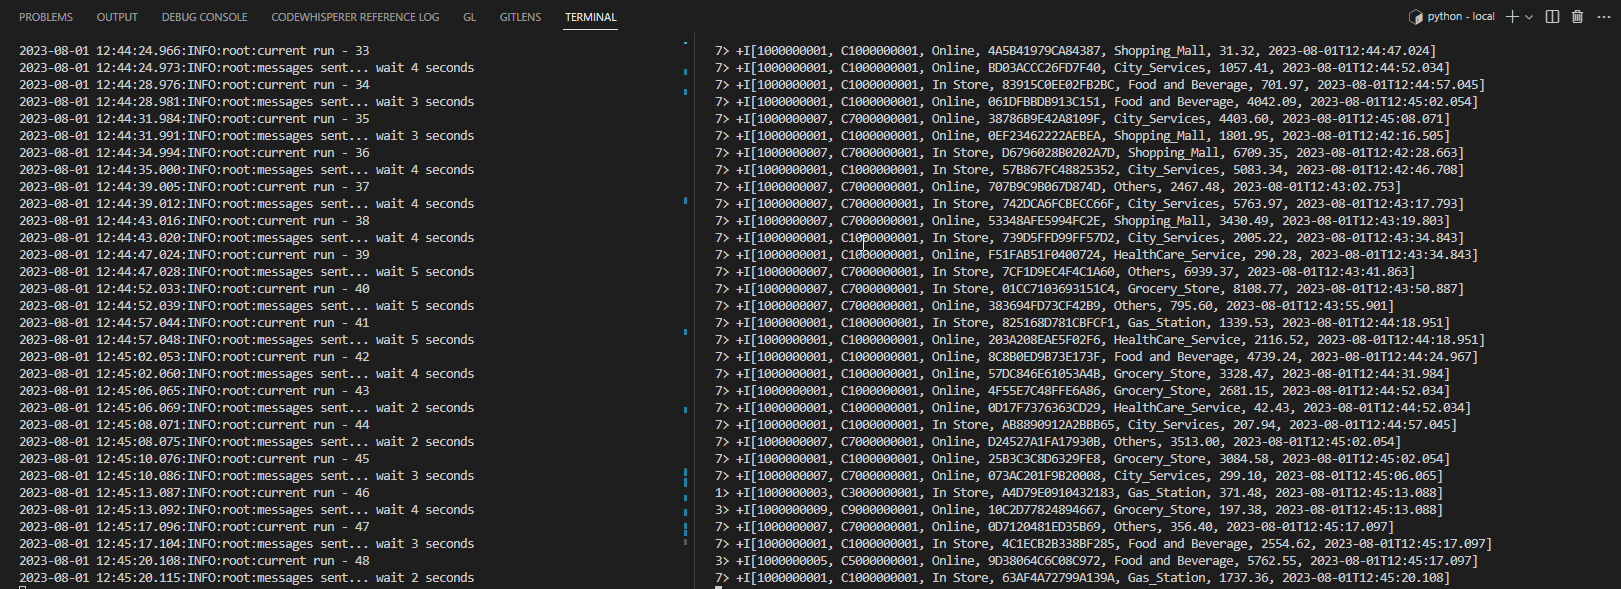 PROBLEMS OUTPUT DEBUG CONSOLE CODEWHISPERER REFERENCE LOG GL GITLENS TERMINAL python - local
2023-08-01 12:44:24.966:INFO:root:current run - 33
2023-08-01 12:44:24.973:INFO:root:messages sent... wait 4 seconds
2023-08-01 12:44:28.976:INFO:root:current run - 34
2023-08-01 12:44:28.981:INFO:root:messages sent... wait 3 seconds
2023-08-01 12:44:31.984:INFO:root:current run - 35
2023-08-01 12:44:31.991:INFO:root:messages sent... wait 3 seconds
2023-08-01 12:44:34.994:INFO:root:current run - 36
2023-08-01 12:44:35.000:INFO:root:messages sent... wait 4 seconds
2023-08-01 12:44:39.005:INFO:root:current run - 37
2023-08-01 12:44:39.012:INFO:root:messages sent... wait 4 seconds
2023-08-01 12:44:43.016:INFO:root:current run - 38
2023-08-01 12:44:43.020:INFO:root:messages sent... wait 4 seconds
2023-08-01 12:44:47.024:INFO:root:current run - 39
2023-08-01 12:44:47.028:INFO:root:messages sent... wait 5 seconds
2023-08-01 12:44:52.033:INFO:root:current run - 40
2023-08-01 12:44:52.039:INFO:root:messages sent... wait 5 seconds
2023-08-01 12:44:57.044:INFO:root:current run - 41
2023-08-01 12:44:57.048:INFO:root:messages sent... wait 5 seconds
2023-08-01 12:45:02.053:INFO:root:current run - 42
2023-08-01 12:45:02.060:INFO:root:messages sent... wait 4 seconds
2023-08-01 12:45:06.065:INFO:root:current run - 43
2023-08-01 12:45:06.069:INFO:root:messages sent... wait 2 seconds
2023-08-01 12:45:08.071:INFO:root:current run - 44
2023-08-01 12:45:08.075:INFO:root:messages sent... wait 2 seconds
2023-08-01 12:45:10.076:INFO:root:current run - 45
2023-08-01 12:45:10.086:INFO:root:messages sent... wait 3 seconds
2023-08-01 12:45:13.087:INFO:root:current run - 46
2023-08-01 12:45:13.092:INFO:root:messages sent... wait 4 seconds
2023-08-01 12:45:17.096:INFO:root:current run - 47
2023-08-01 12:45:17.104:INFO:root:messages sent... wait 3 seconds
2023-08-01 12:45:20.108:INFO:root:current run - 48
2023-08-01 12:45:20.115:INFO:root:messages sent... wait 2 seconds
7> +I[1000000001, C1000000001, Online, 4A5B41979CA84387, Shopping_Mall, 31.32, 2023-08-01T12:44:47.024]
7> +I[1000000001, C1000000001, Online, BD03ACCC26FD7F40, City_Services, 1057.41, 2023-08-01T12:44:52.034]
7> +I[1000000001, C1000000001, In Store, 83915C0EE02FB2BC, Food and Beverage, 701.97, 2023-08-01T12:44:57.045]
7> +I[1000000001, C1000000001, Online, 061DFBBDB913C151, Food and Beverage, 4042.09, 2023-08-01T12:45:02.054]
7> +I[1000000007, C7000000001, Online, 38786B9E42A8109F, City_Services, 4403.60, 2023-08-01T12:45:08.071]
7> +I[1000000001, C1000000001, Online, 0EF23462222AEBEA, Shopping_Mall, 1801.95, 2023-08-01T12:42:16.505]
7> +I[1000000007, C7000000001, In Store, D6796028B0202A7D, Shopping_Mall, 6709.35, 2023-08-01T12:42:28.663]
7> +I[1000000001, C1000000001, In Store, 57B867FC48825352, City_Services, 5083.34, 2023-08-01T12:42:46.708]
7> +I[1000000007, C7000000001, Online, 707B9C9B067D874D, Others, 2467.48, 2023-08-01T12:43:02.753]
7> +I[1000000007, C7000000001, In Store, 742DCA6FCBECC66F, City_Services, 5763.97, 2023-08-01T12:43:17.793]
7> +I[1000000007, C7000000001, Online, 53348AFE5994FC2E, Shopping_Mall, 3430.49, 2023-08-01T12:43:19.803]
7> +I[1000000001, C1000000001, In Store, 739D5FFD99FF57D2, City_Services, 2005.22, 2023-08-01T12:43:34.843]
7> +I[1000000001, C1000000001, Online, F51FAB51F0400724, HealthCare_Service, 290.28, 2023-08-01T12:43:34.843]
7> +I[1000000007, C7000000001, In Store, 7CF1D9EC4F4C1A60, Others, 6939.37, 2023-08-01T12:43:41.863]
7> +I[1000000007, C7000000001, In Store, 01CC7103693151C4, Grocery_Store, 8108.77, 2023-08-01T12:43:50.887]
7> +I[1000000007, C7000000001, Online, 383694FD73CF42B9, Others, 795.60, 2023-08-01T12:43:55.901]
7> +I[1000000001, C1000000001, In Store, 825168D781CBFCF1, Gas_Station, 1339.53, 2023-08-01T12:44:18.951]
7> +I[1000000001, C1000000001, Online, 203A208EAE5F02F6, HealthCare_Service, 2116.52, 2023-08-01T12:44:18.951]
7> +I[1000000001, C1000000001, Online, 8C8B0ED9B73E173F, Food and Beverage, 4739.24, 2023-08-01T12:44:24.967]
7> +I[1000000001, C1000000001, Online, 57DC846E61053A4B, Grocery_Store, 3328.47, 2023-08-01T12:44:31.984]
7> +I[1000000001, C1000000001, Online, 4F55E7C48FFE6A86, Grocery_Store, 2681.15, 2023-08-01T12:44:52.034]
7> +I[1000000001, C1000000001, Online, 0D17F7376363CD29, HealthCare_Service, 42.43, 2023-08-01T12:44:52.034]
7> +I[1000000001, C1000000001, In Store, AB8890912A2BBB65, City_Services, 207.94, 2023-08-01T12:44:57.045]
7> +I[1000000007, C7000000001, Online, D24527A1FA17930B, Others, 3513.00, 2023-08-01T12:45:02.054]
7> +I[1000000001, C1000000001, Online, 25B3C3C8D6329FE8, Grocery_Store, 3084.58, 2023-08-01T12:45:02.054]
7> +I[1000000007, C7000000001, Online, 073AC201F9B20008, City_Services, 299.10, 2023-08-01T12:45:06.065]
1> +I[1000000003, C3000000001, In Store, A4D79E0910432183, Gas_Station, 371.48, 2023-08-01T12:45:13.088]
3> +I[1000000009, C9000000001, Online, 10C2D77824894667, Grocery_Store, 197.38, 2023-08-01T12:45:13.088]
7> +I[1000000007, C7000000001, Online, 0D7120481ED35B69, Others, 356.40, 2023-08-01T12:45:17.097]
7> +I[1000000001, C1000000001, In Store, 4C1ECB2B338BF285, Food and Beverage, 2554.62, 2023-08-01T12:45:17.097]
3> +I[1000000005, C5000000001, Online, 9D38064C6C08C972, Food and Beverage, 5762.55, 2023-08-01T12:45:17.097]
7> +I[1000000001, C1000000001, In Store, 63AF4A72799A139A, Gas_Station, 1737.36, 2023-08-01T12:45:20.108]